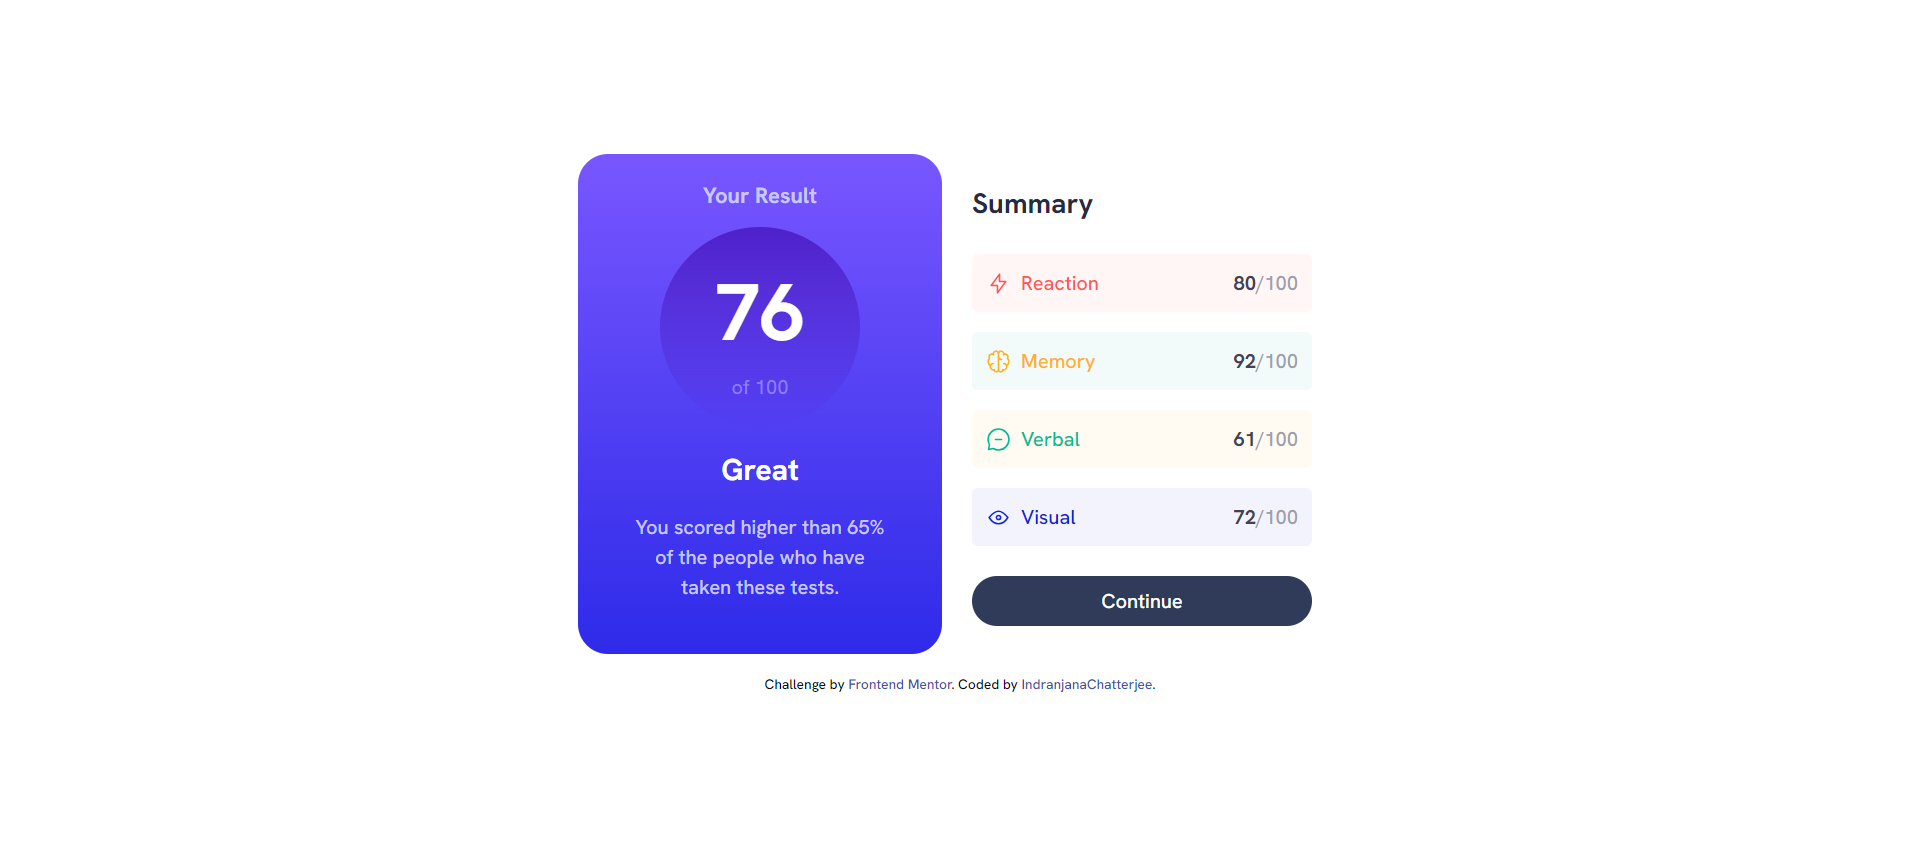 Your Result
76
of 100
Great
You scored higher than 65%
of the people who have
taken these tests.
Summary
Reaction 80/100
Memory 92/100
Verbal 61/100
Visual 72/100
Continue
Challenge by Frontend Mentor. Coded by IndranjanaChatterjee.